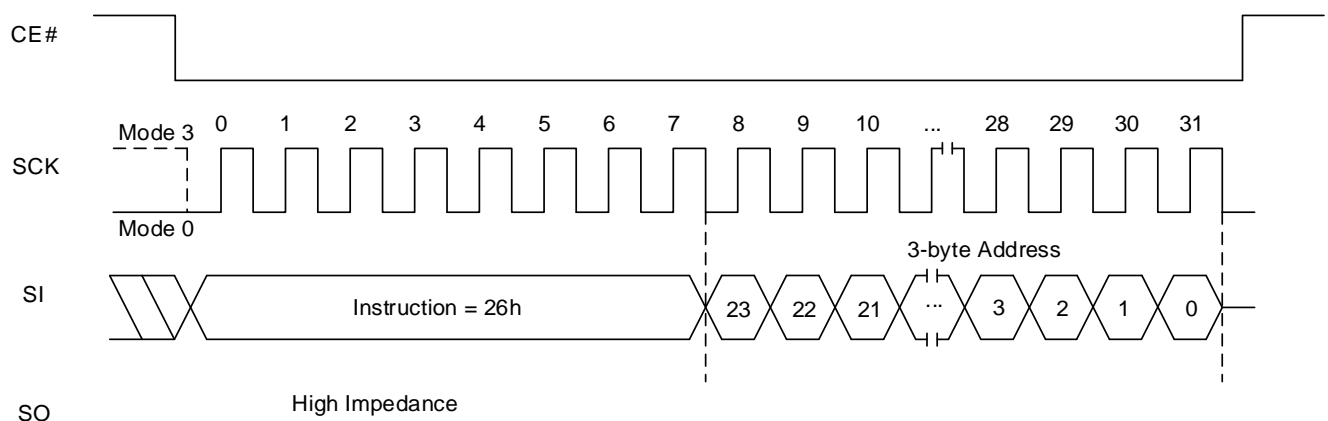 CE#
Mode 3 0 1 2 3 4 5 6 7 8 9 10 ... 28 29 30 31
SCK
Mode 0
3-byte Address
SI Instruction = 26h 23 22 21 ... 3 2 1 0
High Impedance
SO